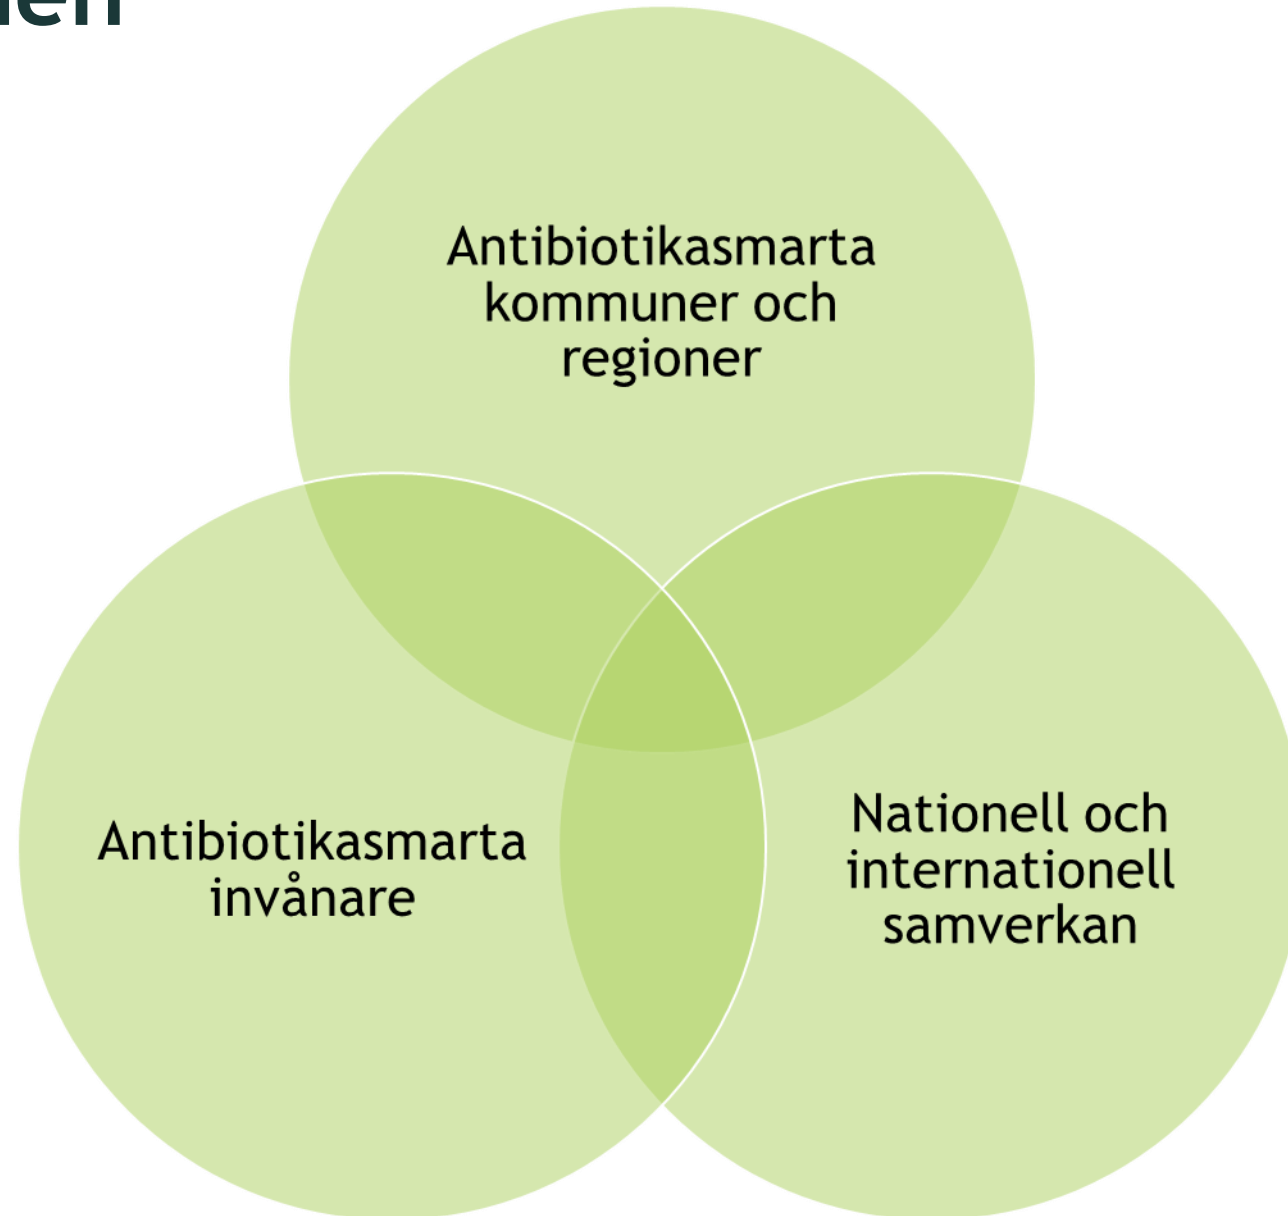 Antibiotikasmarta
kommuner och
regioner
Antibiotikasmarta
invånare
Nationell och
internationell
samverkan